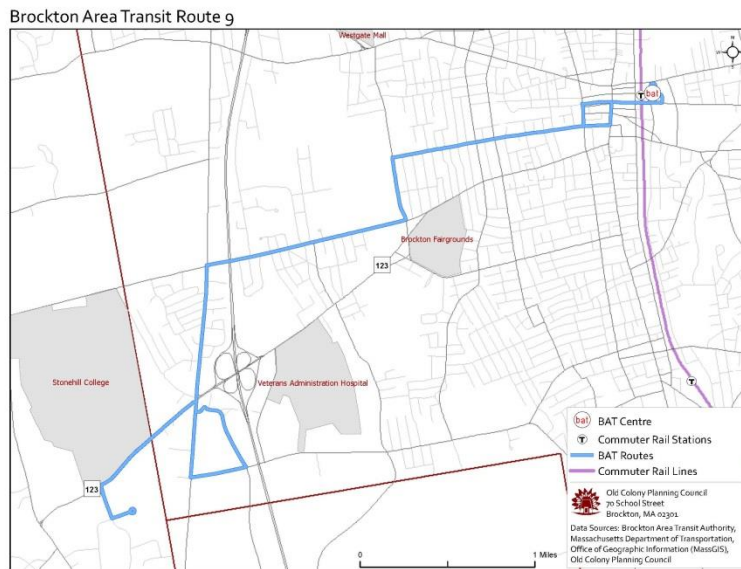 Brockton Area Transit Route 9
Westgate Mall
N
W
T
bat
Brockton Fairgrounds
123
Stonehill College
Veterans Administration Hospital
T
123
bat BAT Centre
T Commuter Rail Stations
BAT Routes
Commuter Rail Lines
Old Colony Planning Council
70 School Street
Brockton, MA 02301
Data Sources: Brockton Area Transit Authority,
Massachusetts Department of Transportation,
Office of Geographic Information (MassGIS),
Old Colony Planning Council
0 1 Miles